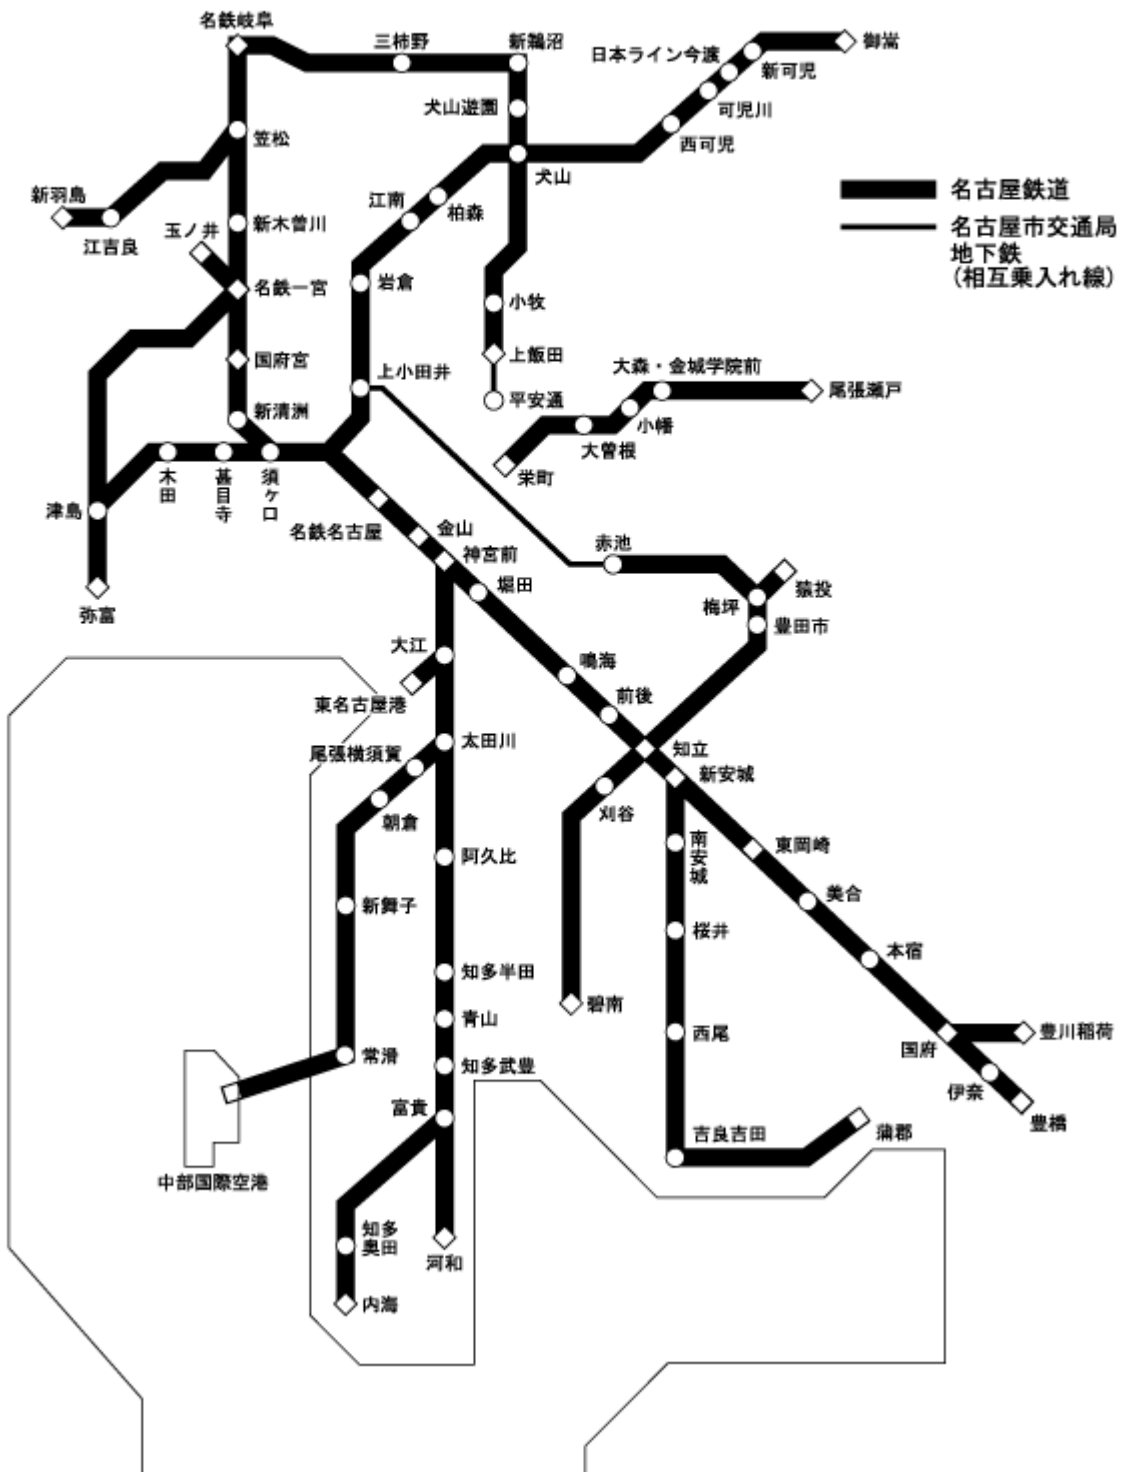 名鉄岐阜
三柿野
新鵜沼
日本ライン今渡
新可児
御嵩
犬山遊園
可児川
笠松
西可児
犬山
新羽島
江吉良
玉ノ井
新木曽川
江南
柏森
名古屋鉄道
名古屋市交通局
地下鉄
(相互乗入れ線)
名鉄一宮
岩倉
小牧
国府宮
上小田井
上飯田
平安通
大森・金城学院前
尾張瀬戸
小幡
大曽根
栄町
新清洲
木田
甚目寺
須ヶ口
津島
弥富
名鉄名古屋
金山
神宮前
堀田
赤池
猿投
梅坪
豊田市
大江
東名古屋港
鳴海
前後
太田川
尾張横須賀
朝倉
知立
新安城
刈谷
南安城
東岡崎
阿久比
新舞子
美合
桜井
本宿
知多半田
青山
碧南
西尾
国府
豊川稲荷
常滑
知多武豊
伊奈
豊橋
富貴
吉良吉田
蒲郡
中部国際空港
知多
奥田
河和
内海